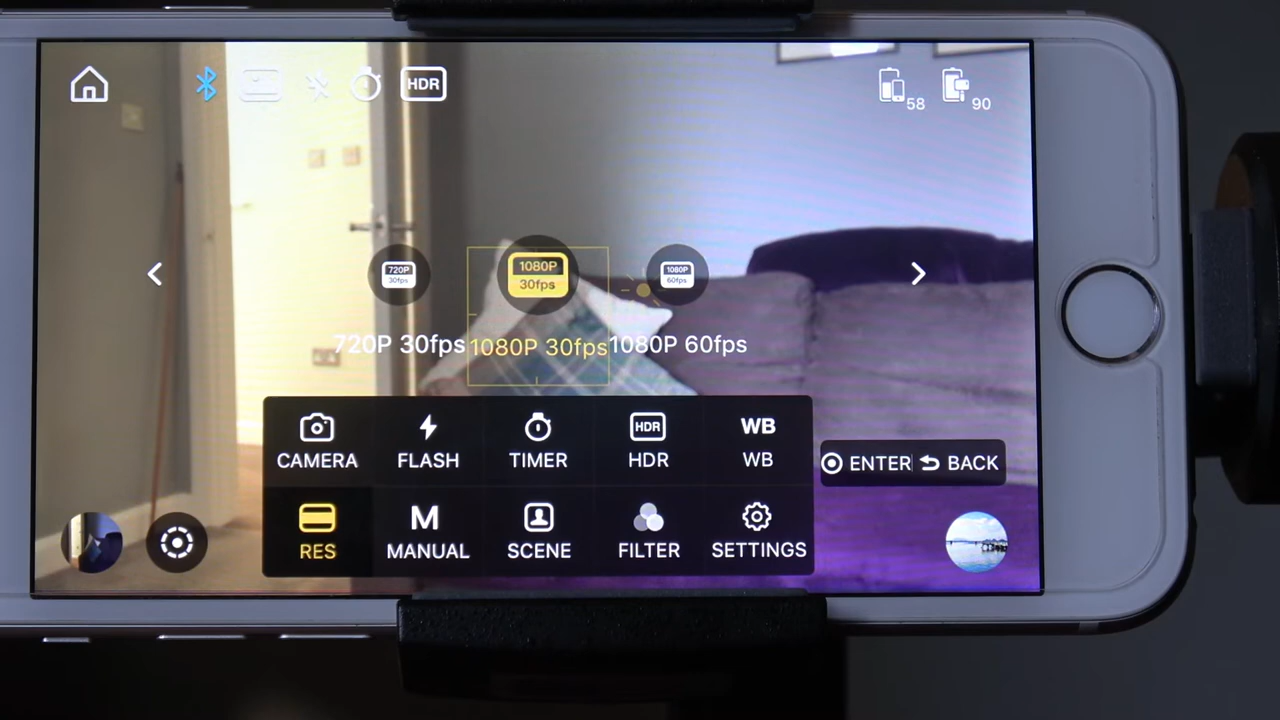 HDR
58
90
720P
30fps
1080P
30fps
1080P
60fps
720P 30fps
1080P 30fps
1080P 60fps
CAMERA
FLASH
TIMER
HDR
HDR
WB
WB
ENTER
BACK
RES
M
MANUAL
SCENE
FILTER
SETTINGS